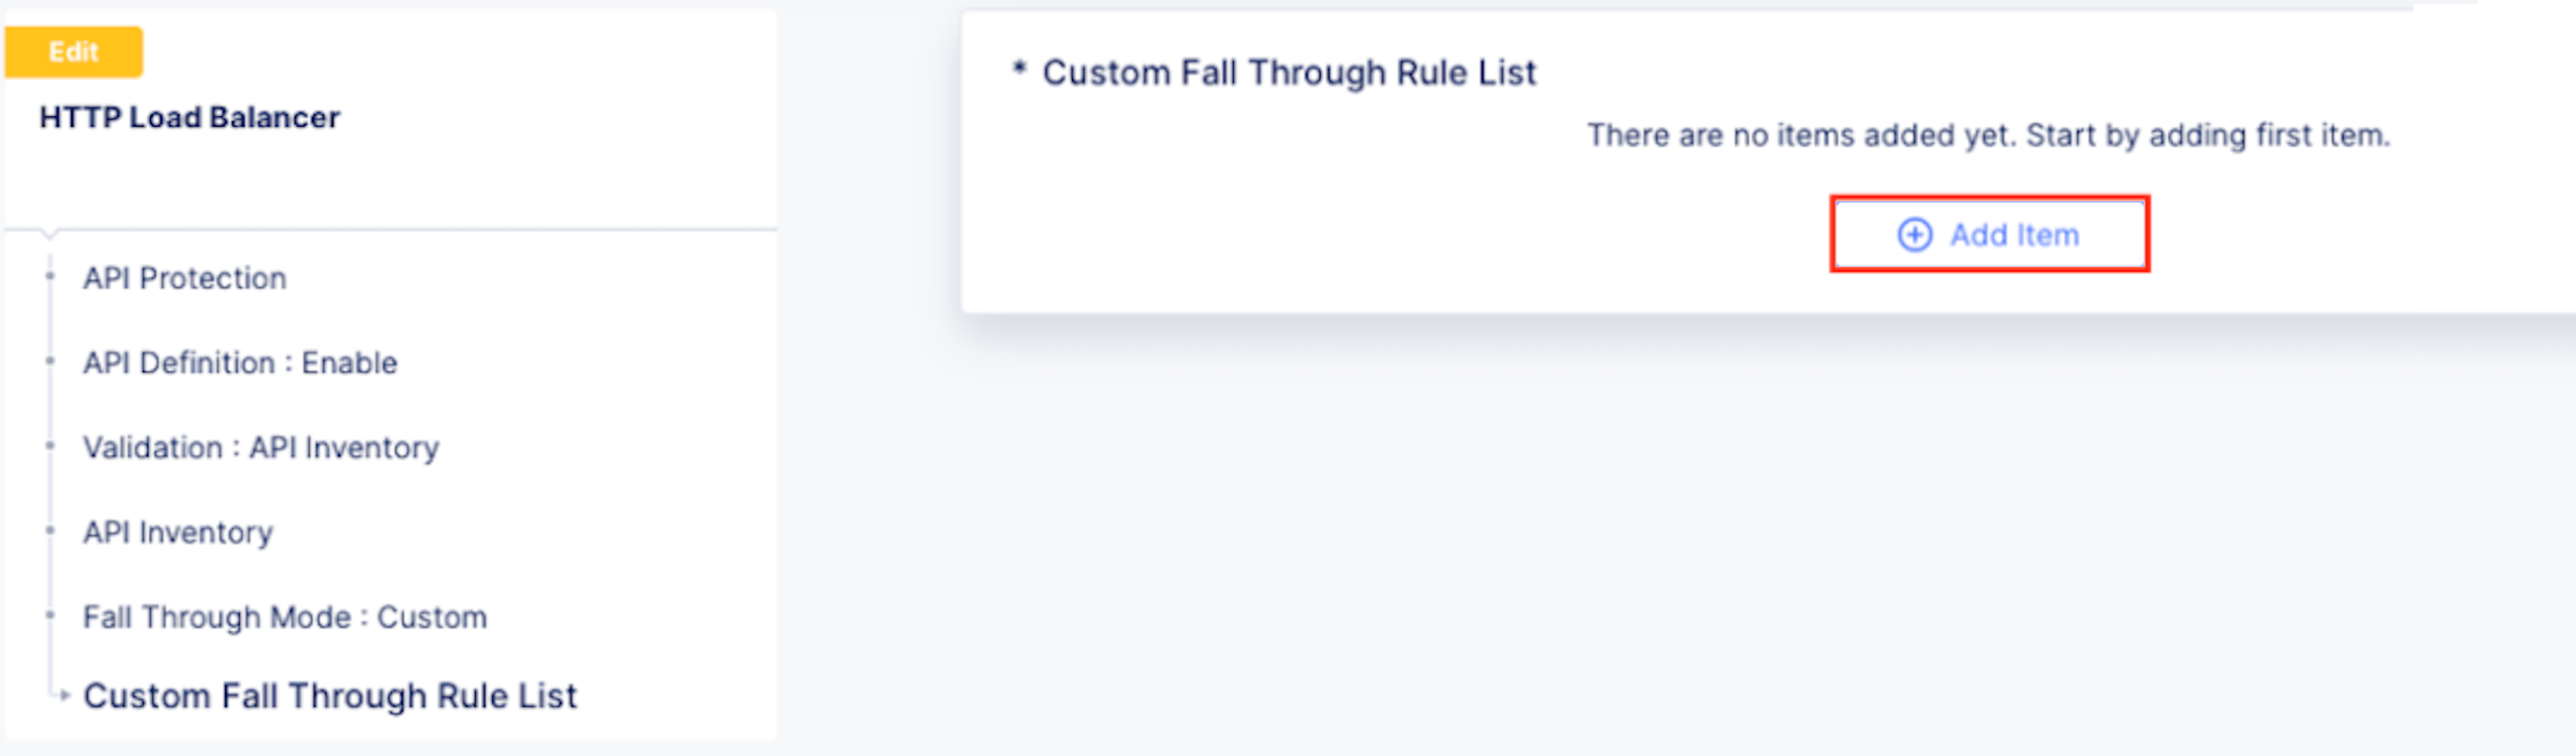 Edit
HTTP Load Balancer
API Protection
API Definition : Enable
Validation : API Inventory
API Inventory
Fall Through Mode : Custom
Custom Fall Through Rule List
* Custom Fall Through Rule List
There are no items added yet. Start by adding first item.
Add Item